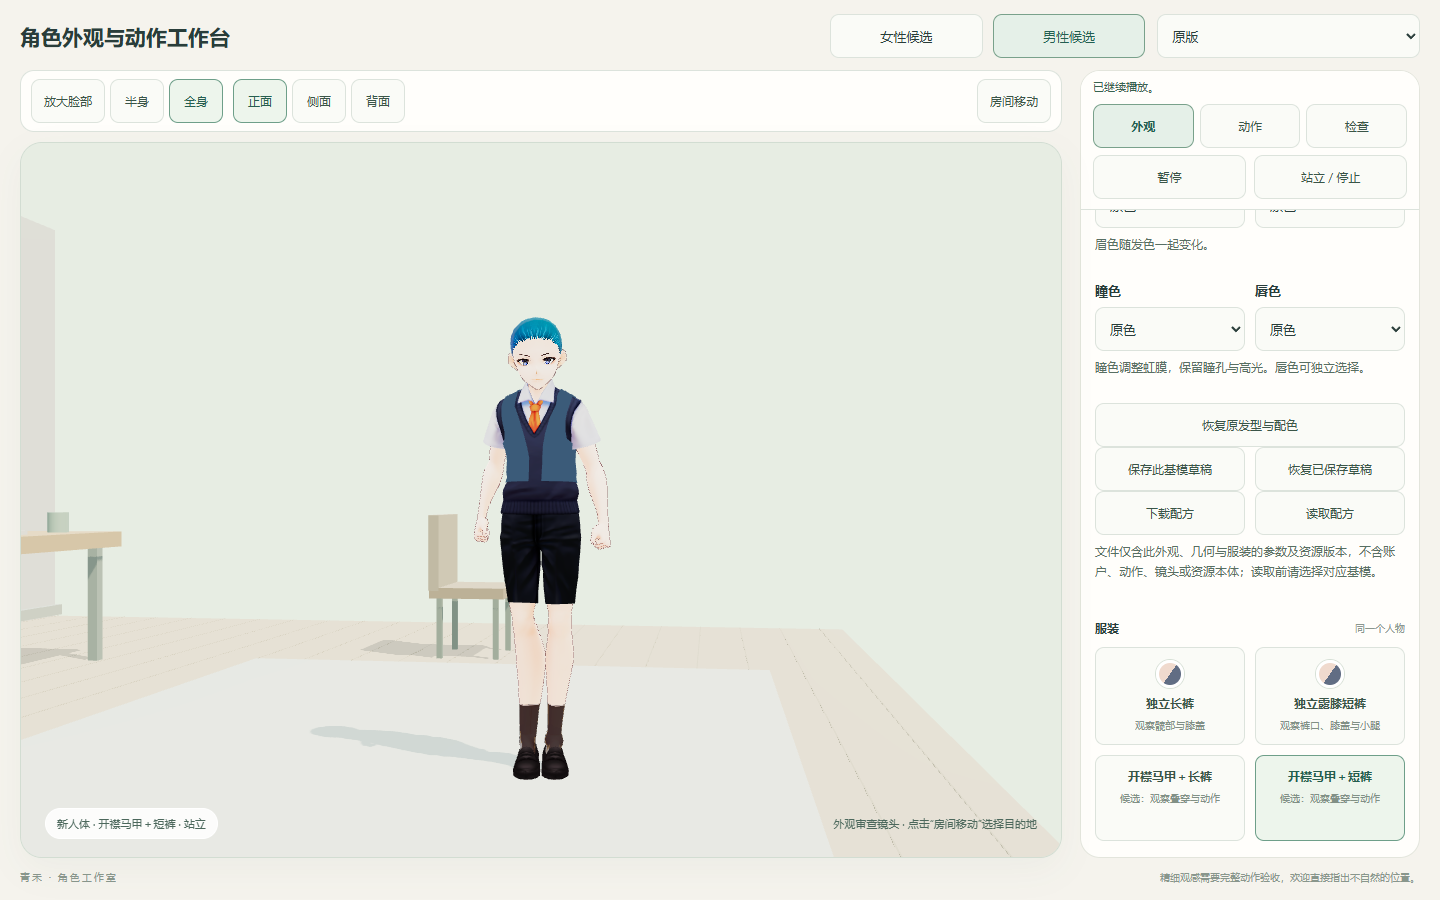 角色外观与动作工作台
女性候选
男性候选
原版
放大脸部
半身
全身
正面
侧面
背面
房间移动
已继续播放。
外观
动作
检查
暂停
站立 / 停止
眉色随发色一起变化。
瞳色
唇色
原色
原色
瞳色调整虹膜，保留瞳孔与高光。唇色可独立选择。
恢复原发型与配色
保存此基模草稿
恢复已保存草稿
下载配方
读取配方
文件仅含此外观、几何与服装的参数及资源版本，不含账
户、动作、镜头或资源本体；读取前请选择对应基模。
服装
同一个人物
独立长裤
观察髋部与膝盖
独立露膝短裤
观察裤口、膝盖与小腿
开襟马甲 + 长裤
候选：观察叠穿与动作
开襟马甲 + 短裤
候选：观察叠穿与动作
新人体 · 开襟马甲 + 短裤 · 站立
外观审查镜头 · 点击“房间移动”选择目的地
青禾 · 角色工作室
精细观感需要完整动作验收，欢迎直接指出不自然的位置。